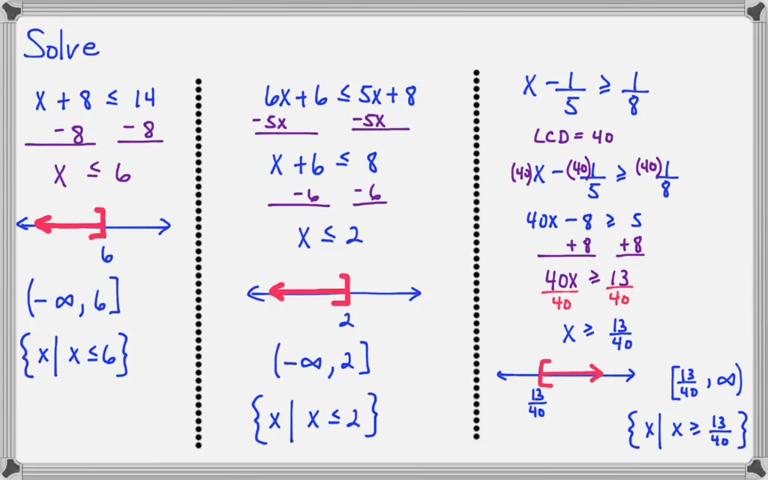 Solve
x + 8 ≤ 14
-8 -8
x ≤ 6
6
(-∞, 6]
{x | x ≤ 6}
6x + 6 ≤ 5x + 8
-5x -5x
x + 6 ≤ 8
-6 -6
x ≤ 2
2
(-∞, 2]
{x | x ≤ 2}
x - 1/5 ≥ 1/8
LCD = 40
(40)x - (40)1/5 ≥ (40)1/8
40x - 8 ≥ 5
+8 +8
40x ≥ 13
40 40
x ≥ 13/40
13/40
[13/40, ∞)
{x | x ≥ 13/40}